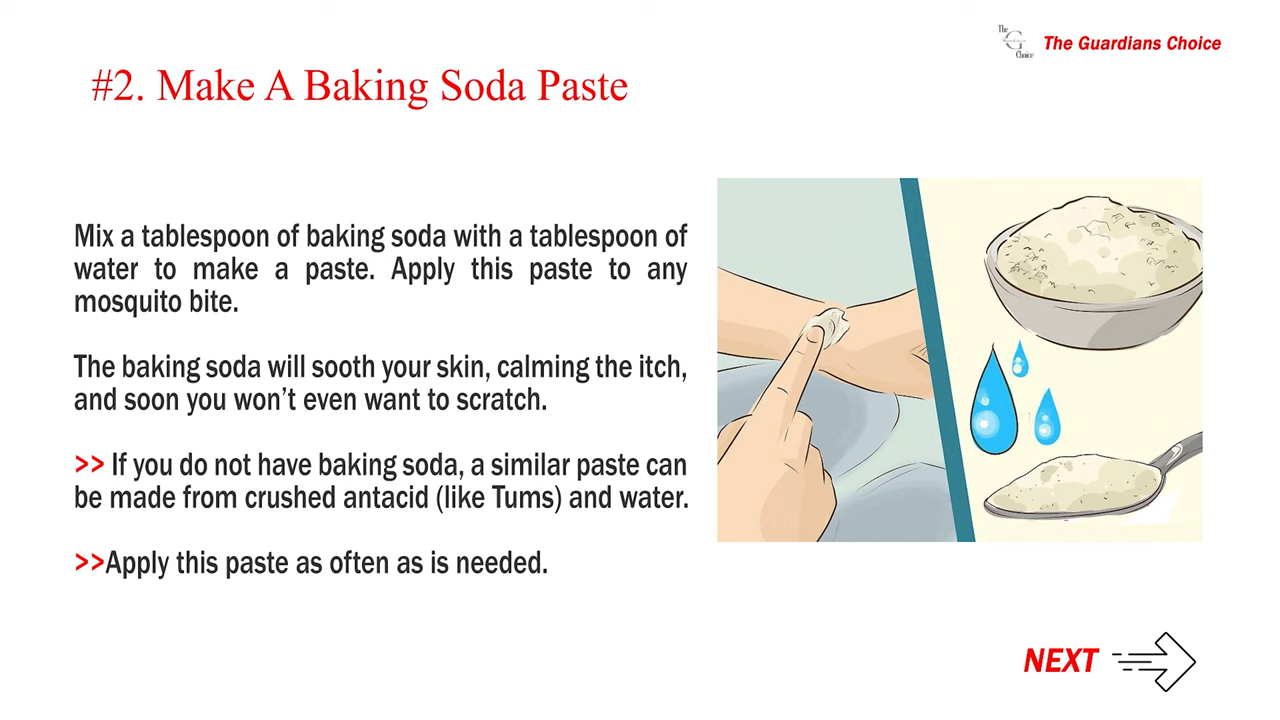 The
G
Choice
The Guardians Choice
#2. Make A Baking Soda Paste
Mix a tablespoon of baking soda with a tablespoon of
water to make a paste. Apply this paste to any
mosquito bite.
The baking soda will sooth your skin, calming the itch,
and soon you won’t even want to scratch.
>> If you do not have baking soda, a similar paste can
be made from crushed antacid (like Tums) and water.
>>Apply this paste as often as is needed.
NEXT